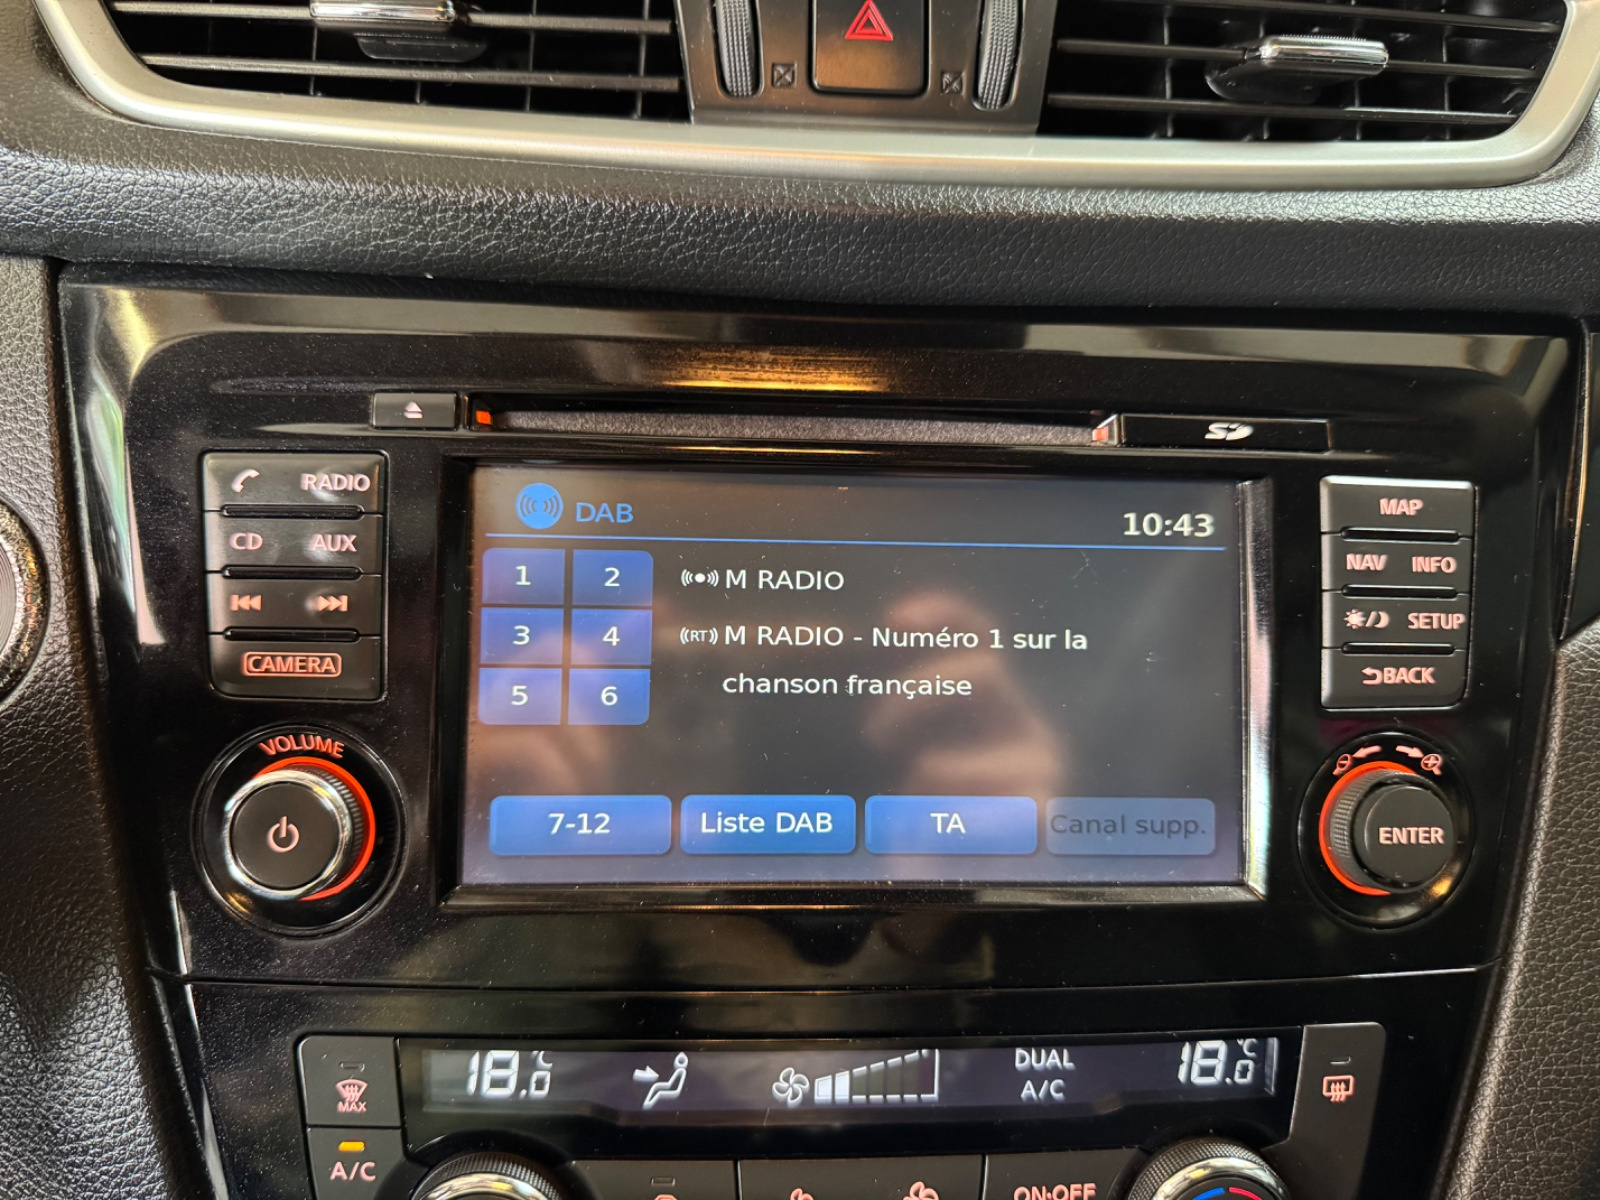 SD
RADIO
CD AUX
CAMERA
VOLUME
DAB
10:43
1 2
3 4
5 6
M RADIO
RT M RADIO - Numéro 1 sur la
chanson française
7-12 Liste DAB TA Canal supp.
MAP
NAV INFO
SETUP
BACK
ENTER
18.0°C
DUAL
A/C
18.0°C
MAX
A/C
ON·OFF